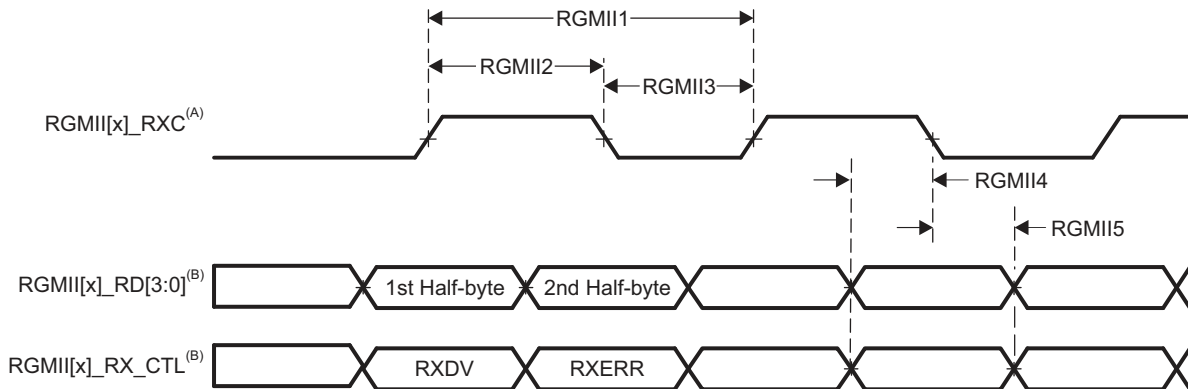 RGMII1
RGMII2
RGMII3
RGMII[x]_RXC(A)
RGMII4
RGMII5
RGMII[x]_RD[3:0](B)
1st Half-byte
2nd Half-byte
RGMII[x]_RX_CTL(B)
RXDV
RXERR